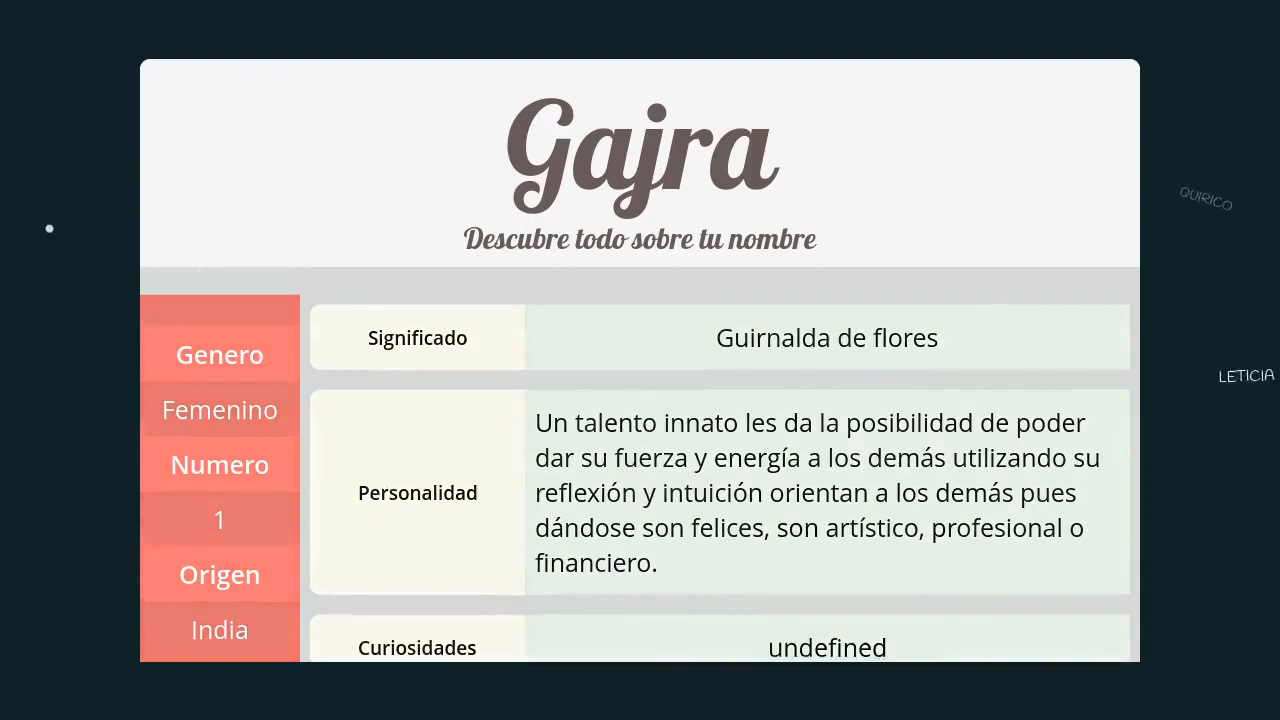 Gajra
Descubre todo sobre tu nombre
QUIRICO
LETICIA
Genero
Femenino
Numero
1
Origen
India
Significado
Guirnalda de flores
Personalidad
Un talento innato les da la posibilidad de poder
dar su fuerza y energía a los demás utilizando su
reflexión y intuición orientan a los demás pues
dándose son felices, son artístico, profesional o
financiero.
Curiosidades
undefined